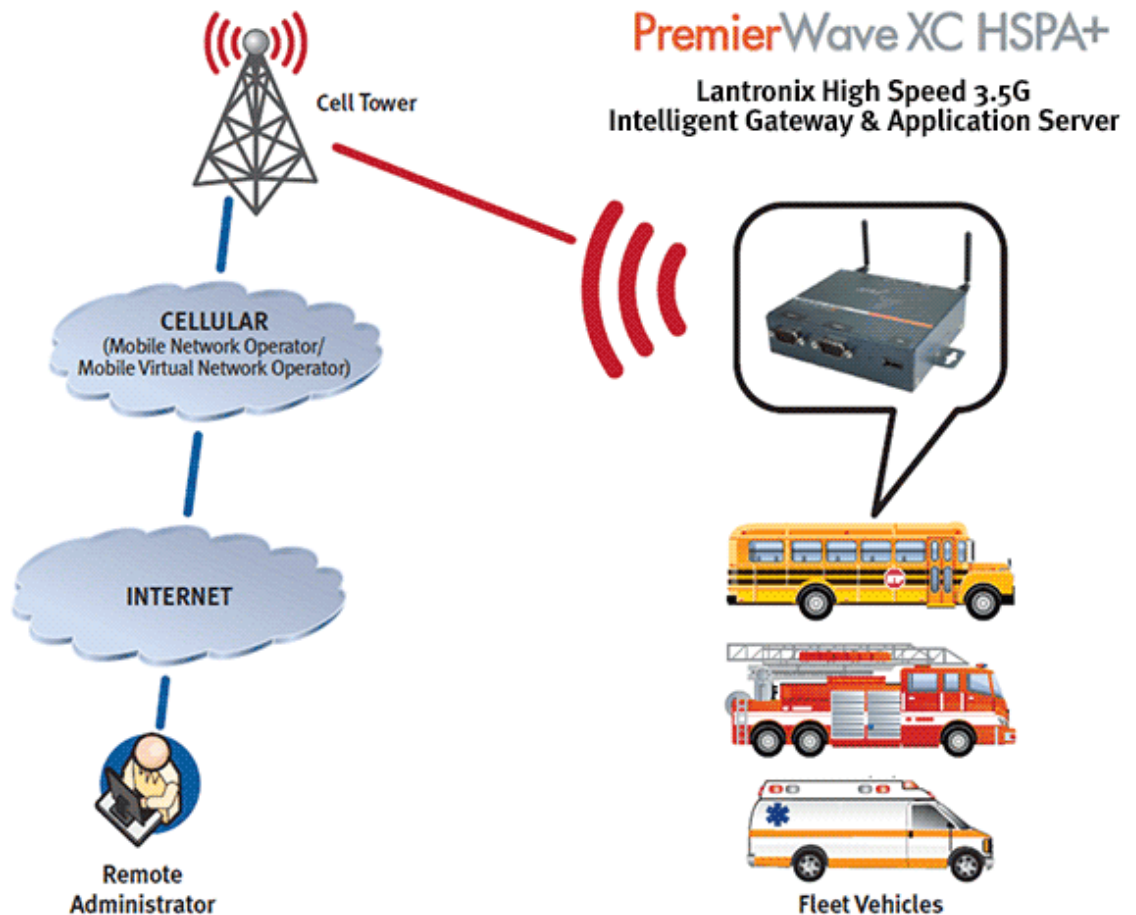 PremierWave XC HSPA+
Lantronix High Speed 3.5G
Intelligent Gateway & Application Server
Cell Tower
CELLULAR
(Mobile Network Operator/
Mobile Virtual Network Operator)
INTERNET
Remote
Administrator
Fleet Vehicles